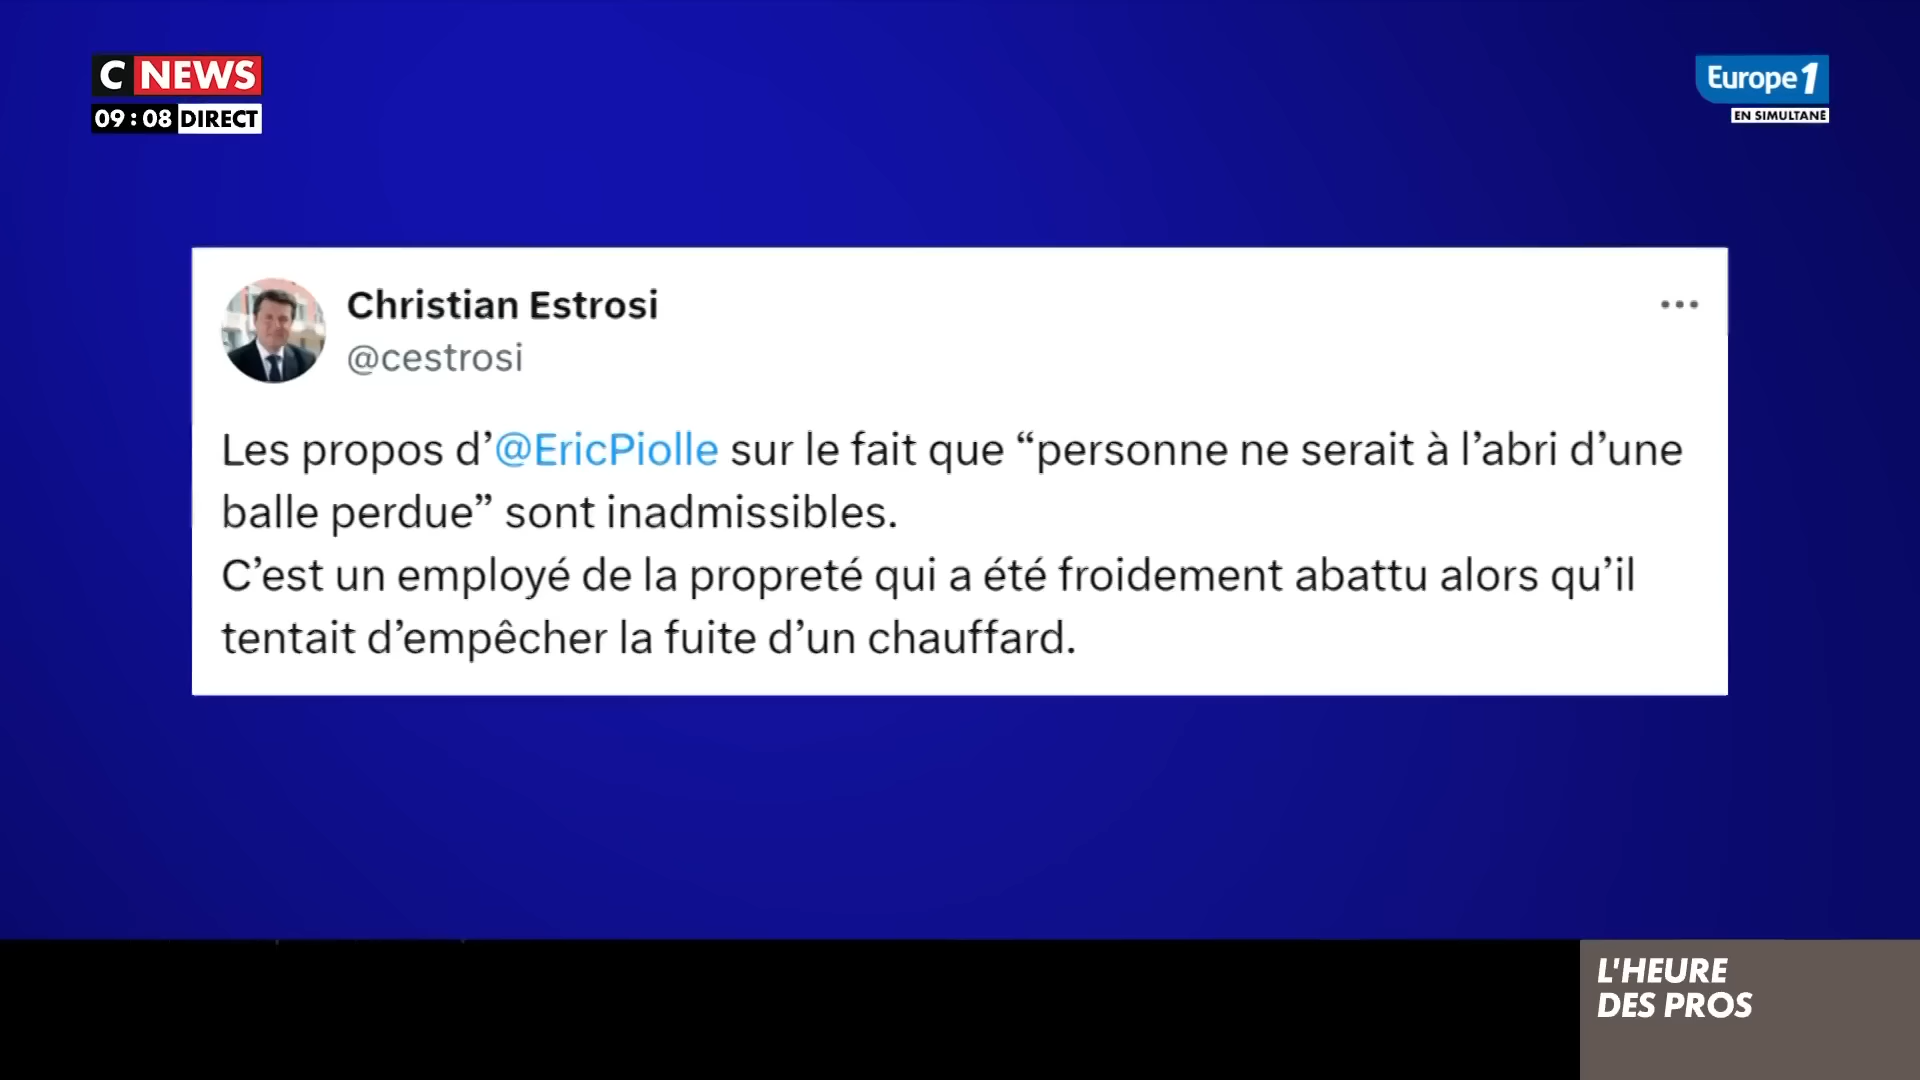 C NEWS
09:08 DIRECT
Europe 1
EN SIMULTANÉ
Christian Estrosi
@cestrosi
Les propos d’@EricPiolle sur le fait que “personne ne serait à l’abri d’une
balle perdue” sont inadmissibles.
C’est un employé de la propreté qui a été froidement abattu alors qu’il
tentait d’empêcher la fuite d’un chauffard.
L'HEURE
DES PROS